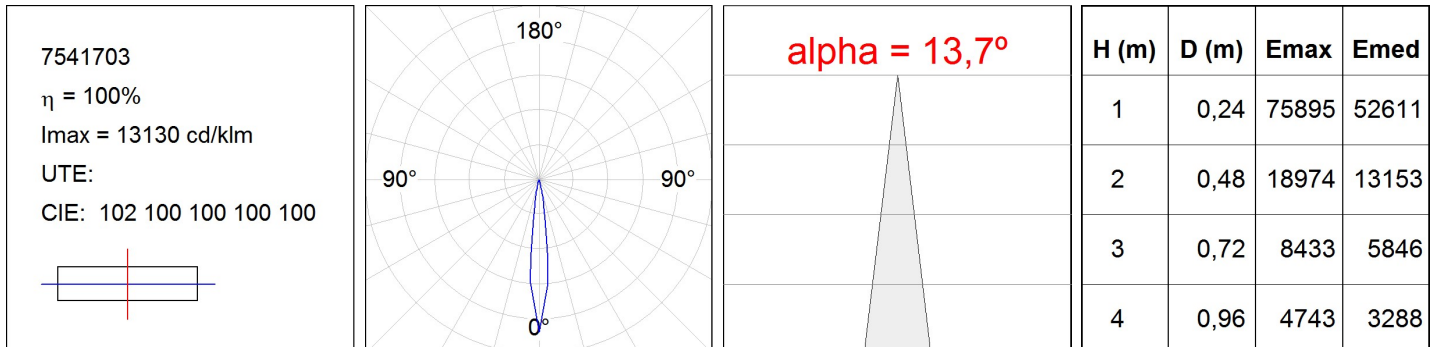 7541703
η = 100%
Imax = 13130 cd/klm
UTE:
CIE: 102 100 100 100 100
180°
90° 90°
0°
alpha = 13,7º
H (m) D (m) Emax Emed
1 0,24 75895 52611
2 0,48 18974 13153
3 0,72 8433 5846
4 0,96 4743 3288